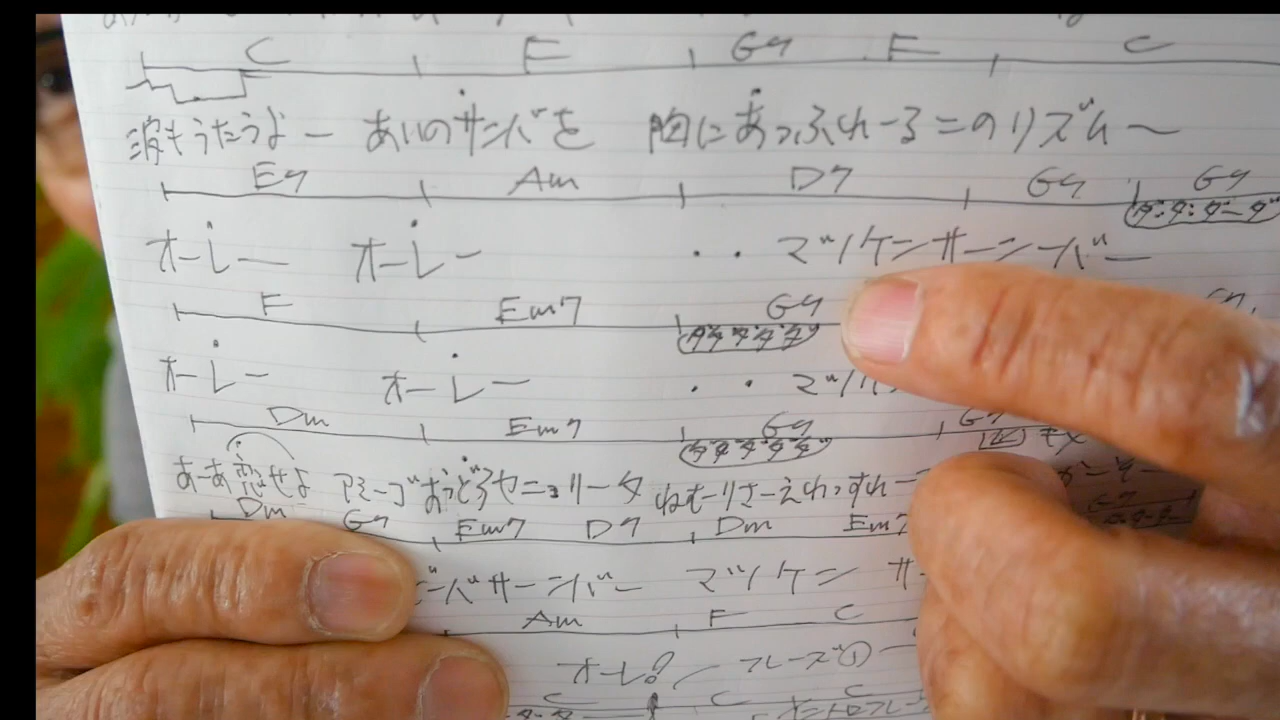 C F G7 F C
波もうたうよー あいのサンバを 胸にあっふれーるこのリズムー
E7 Am D7 G7 G7
オーレー オーレー ・・マツケンサーンーバー
F Em7 G7
ダダダダダ
オーレー オーレー ・・マツ
Dm Em7 G7 G7
ダダダダダ
あーあ恋せよ アミーゴおどろセニョリータ ねむーりさーえわっすれー
Dm G7 Em7 D7 Dm Em7
バサーンバー マツケン サ
Am F C
オーレ! フレーズ①
C C C